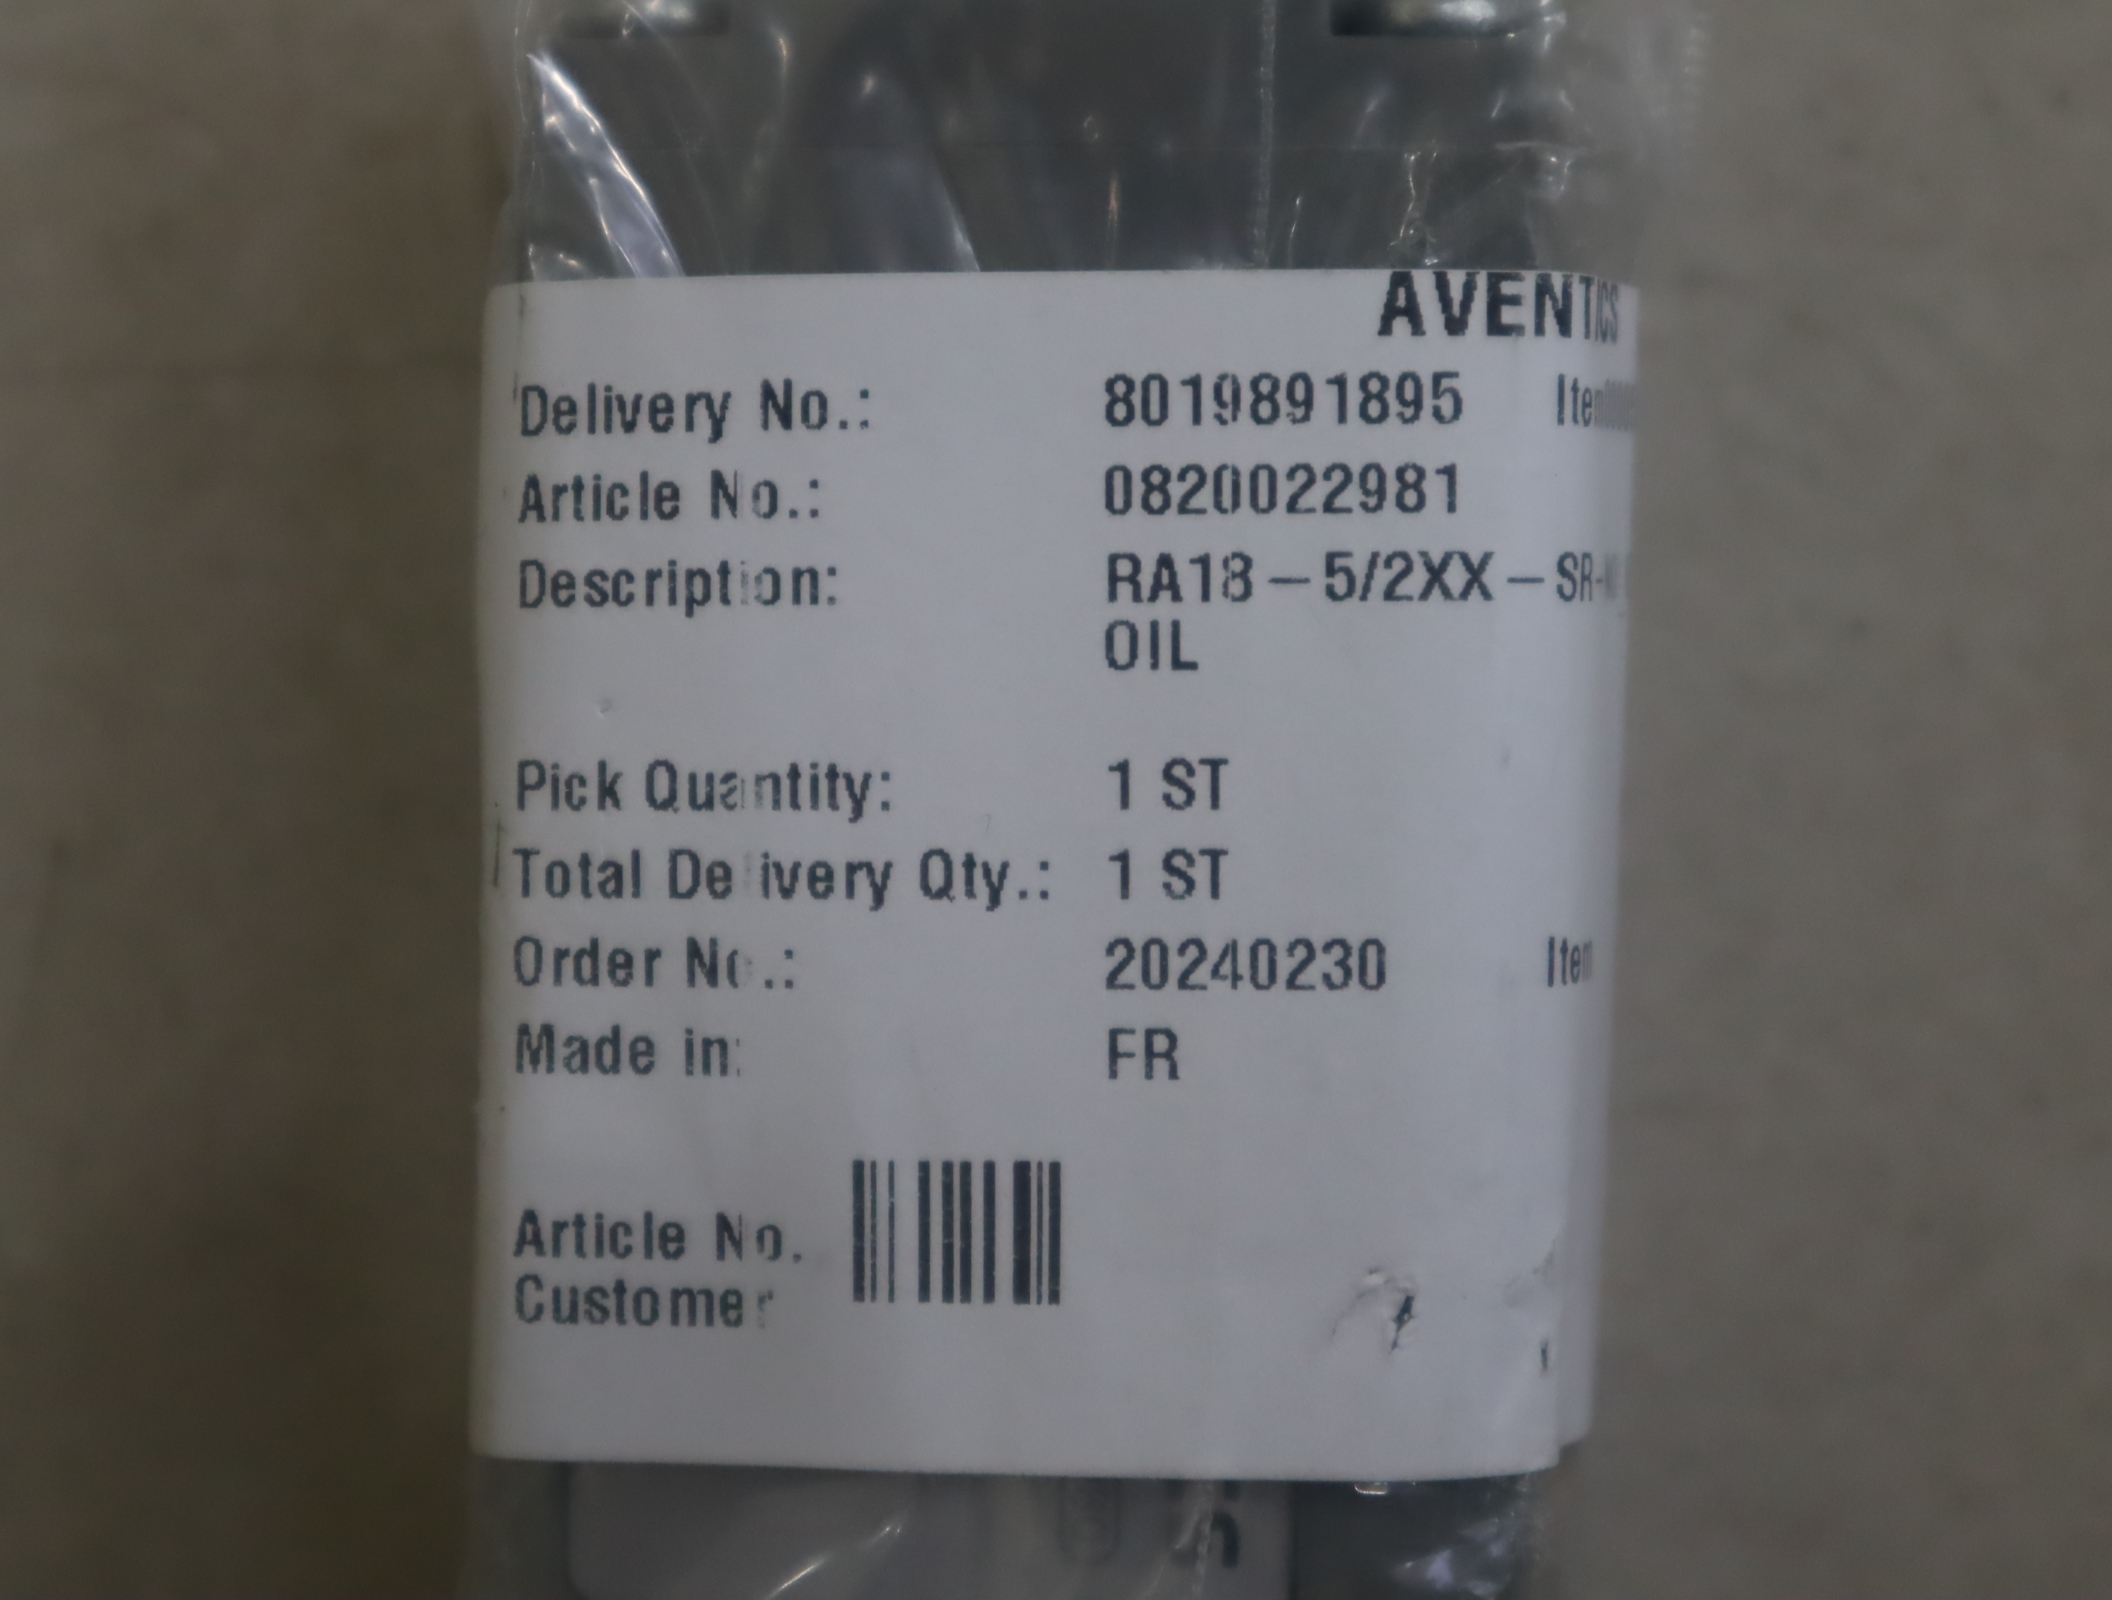 AVENTICS
Delivery No.: 8019891895
Article No.: 0820022981
Description: RA18-5/2XX-SR-
OIL
Pick Quantity: 1 ST
Total Delivery Qty.: 1 ST
Order No.: 20240230 Item
Made in: FR
Article No.
Customer